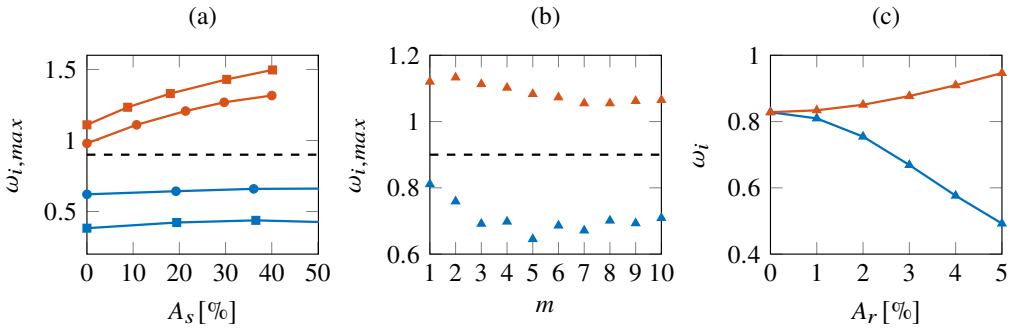 (a)
(b)
(c)
1.5
1
0.5
0 10 20 30 40 50
ω_{i,max}
A_s [%]
1.2
1
0.8
0.6
1 2 3 4 5 6 7 8 9 10
ω_{i,max}
m
1
0.8
0.6
0.4
0 1 2 3 4 5
ω_i
A_r [%]